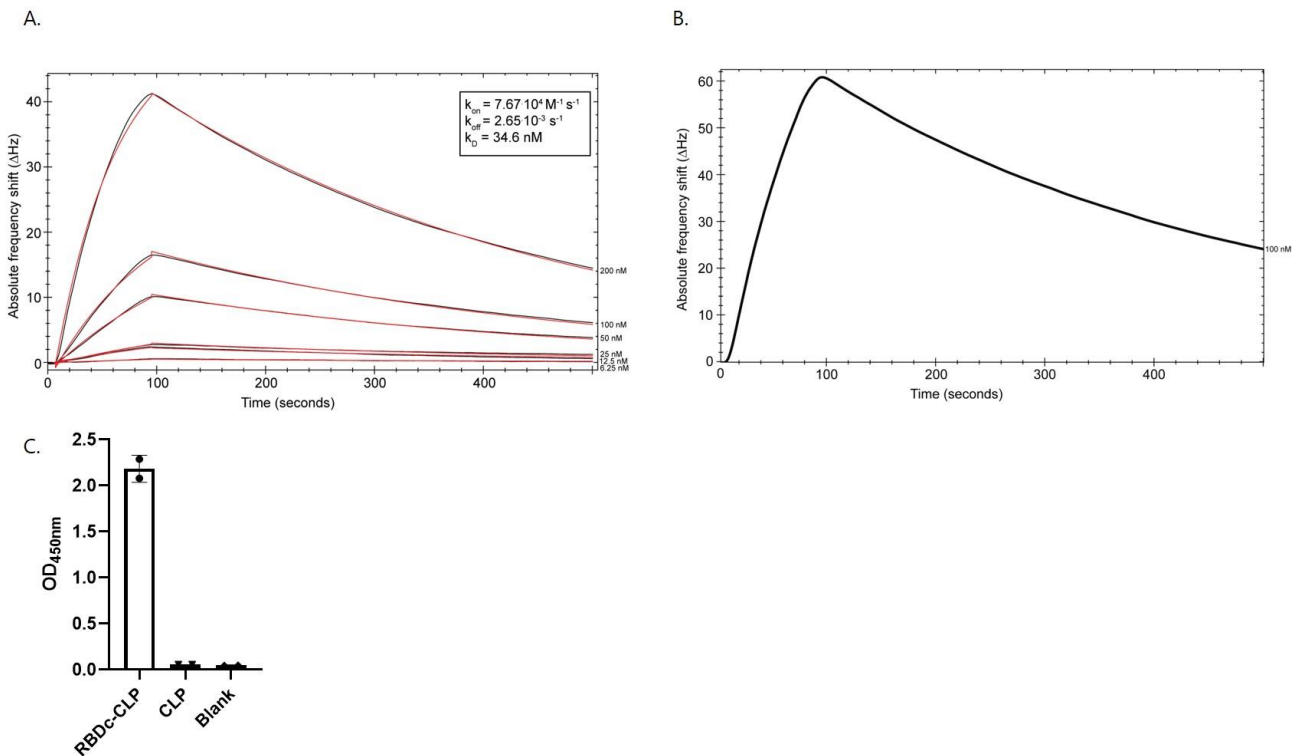 A.
B.
Absolute frequency shift (ΔHz)
40
30
20
10
0
kon = 7.67·10⁴ M⁻¹ s⁻¹
koff = 2.65·10⁻³ s⁻¹
kD = 34.6 nM
200 nM
100 nM
50 nM
25 nM
12.5 nM
6.25 nM
0 100 200 300 400
Time (seconds)
Absolute frequency shift (ΔHz)
60
50
40
30
20
10
0
100 nM
0 100 200 300 400
Time (seconds)
C.
OD450nm
2.5
2.0
1.5
1.0
0.5
0.0
RBDc-CLP
CLP
Blank